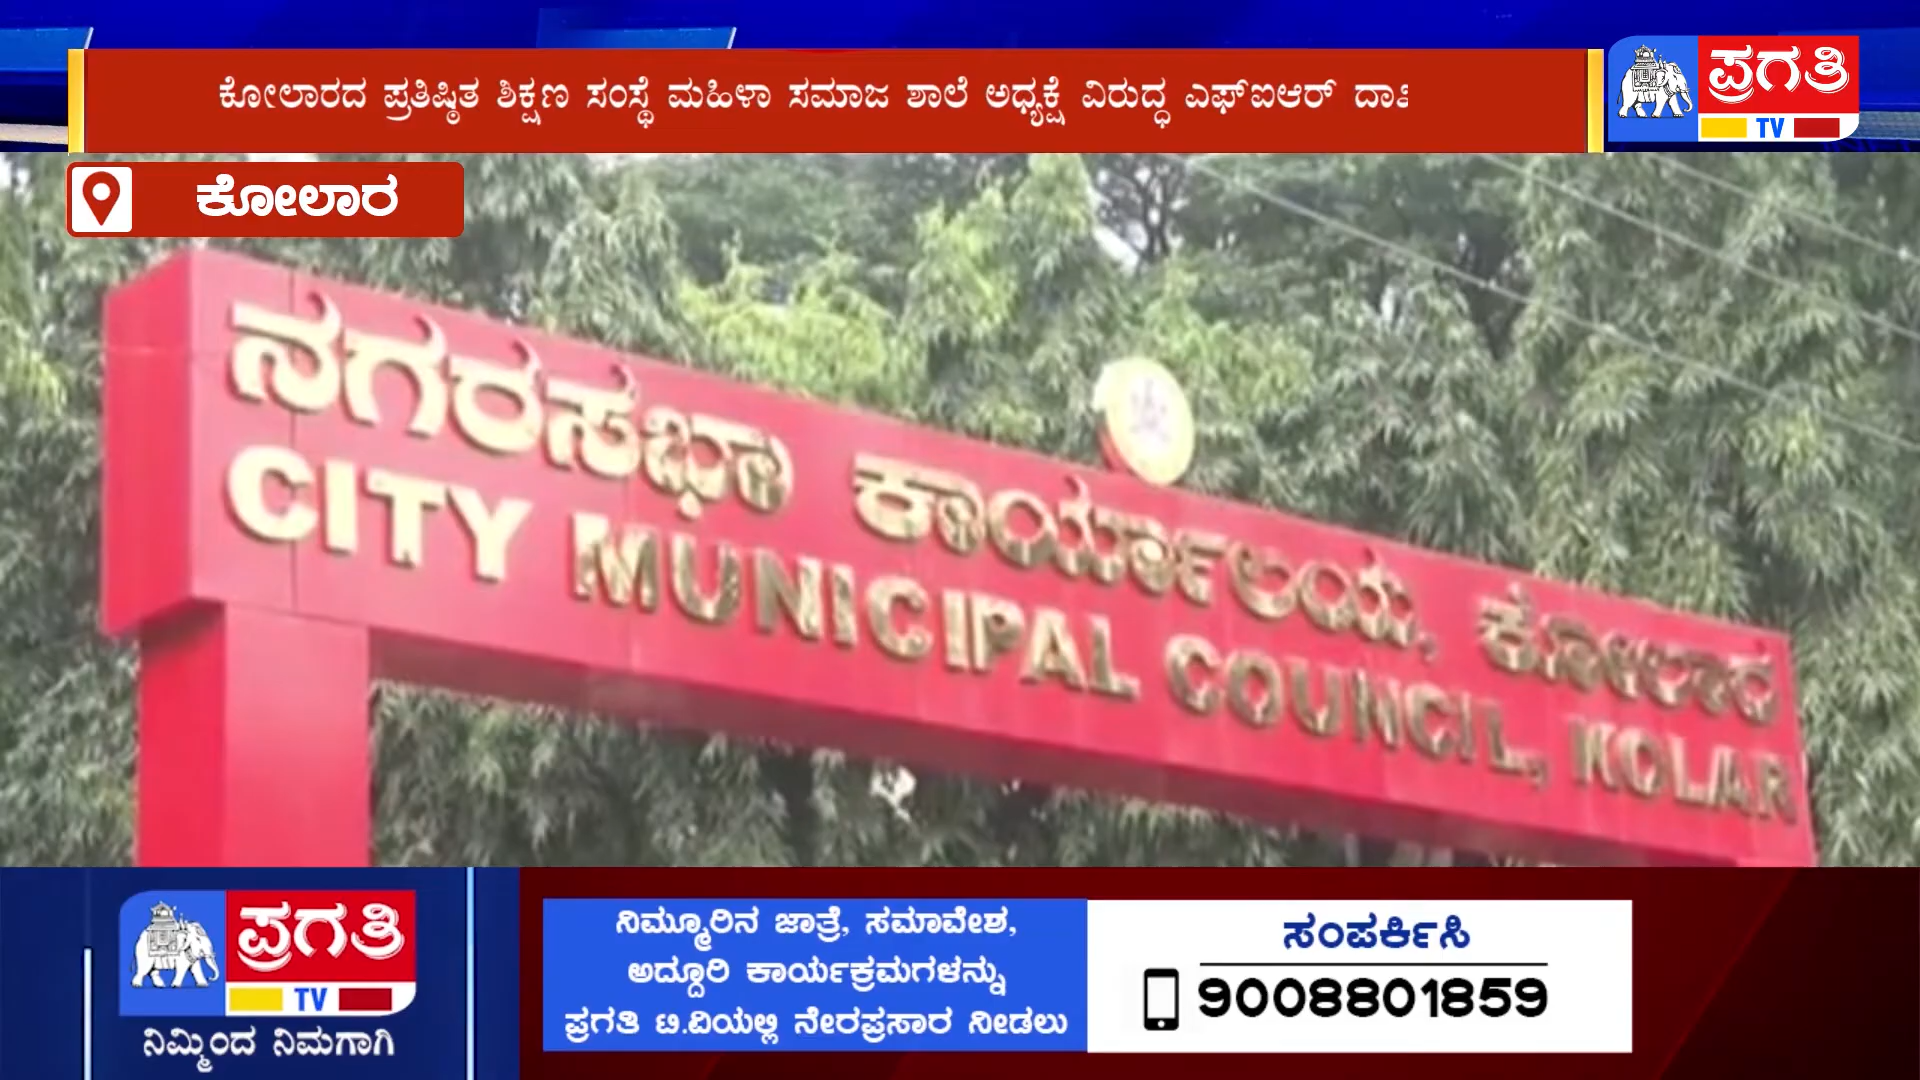 ಕೋಲಾರದ ಪ್ರತಿಷ್ಠಿತ ಶಿಕ್ಷಣ ಸಂಸ್ಥೆ ಮಹಿಳಾ ಸಮಾಜ ಶಾಲೆ ಅಧ್ಯಕ್ಷೆ ವಿರುದ್ಧ ಎಫ್ಐಆರ್
ಪ್ರಗತಿ
TV
ಕೋಲಾರ
ನಗರಸಭಾ ಕಾರ್ಯಾಲಯ, ಕೋಲಾರ
CITY MUNICIPAL COUNCIL, KOLAR
ಪ್ರಗತಿ
TV
ನಿಮ್ಮಿಂದ ನಿಮಗಾಗಿ
ನಿಮ್ಮೂರಿನ ಜಾತ್ರೆ, ಸಮಾವೇಶ,
ಅದ್ದೂರಿ ಕಾರ್ಯಕ್ರಮಗಳನ್ನು
ಪ್ರಗತಿ ಟಿ.ವಿಯಲ್ಲಿ ನೇರಪ್ರಸಾರ ನೀಡಲು
ಸಂಪರ್ಕಿಸಿ
9008801859